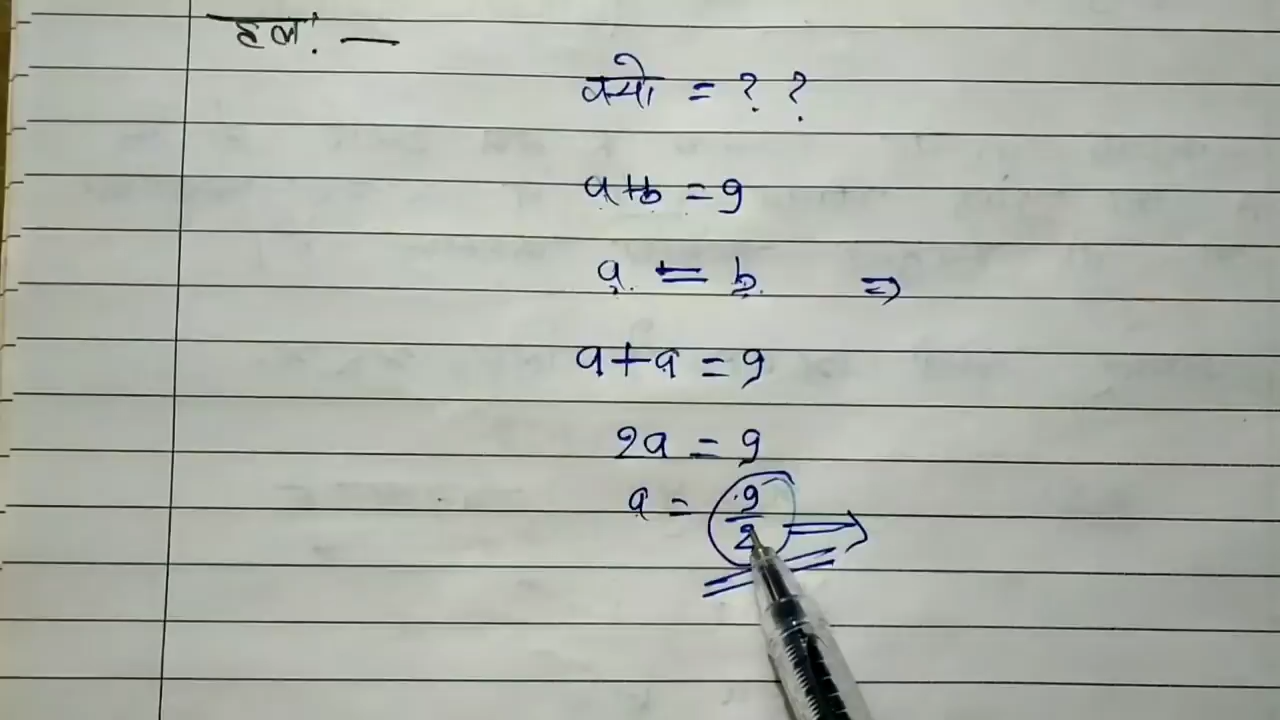 हल: —
क्यो = ? ?
a+b = 9
a = b ⇒
a+a = 9
2a = 9
a = 9/2